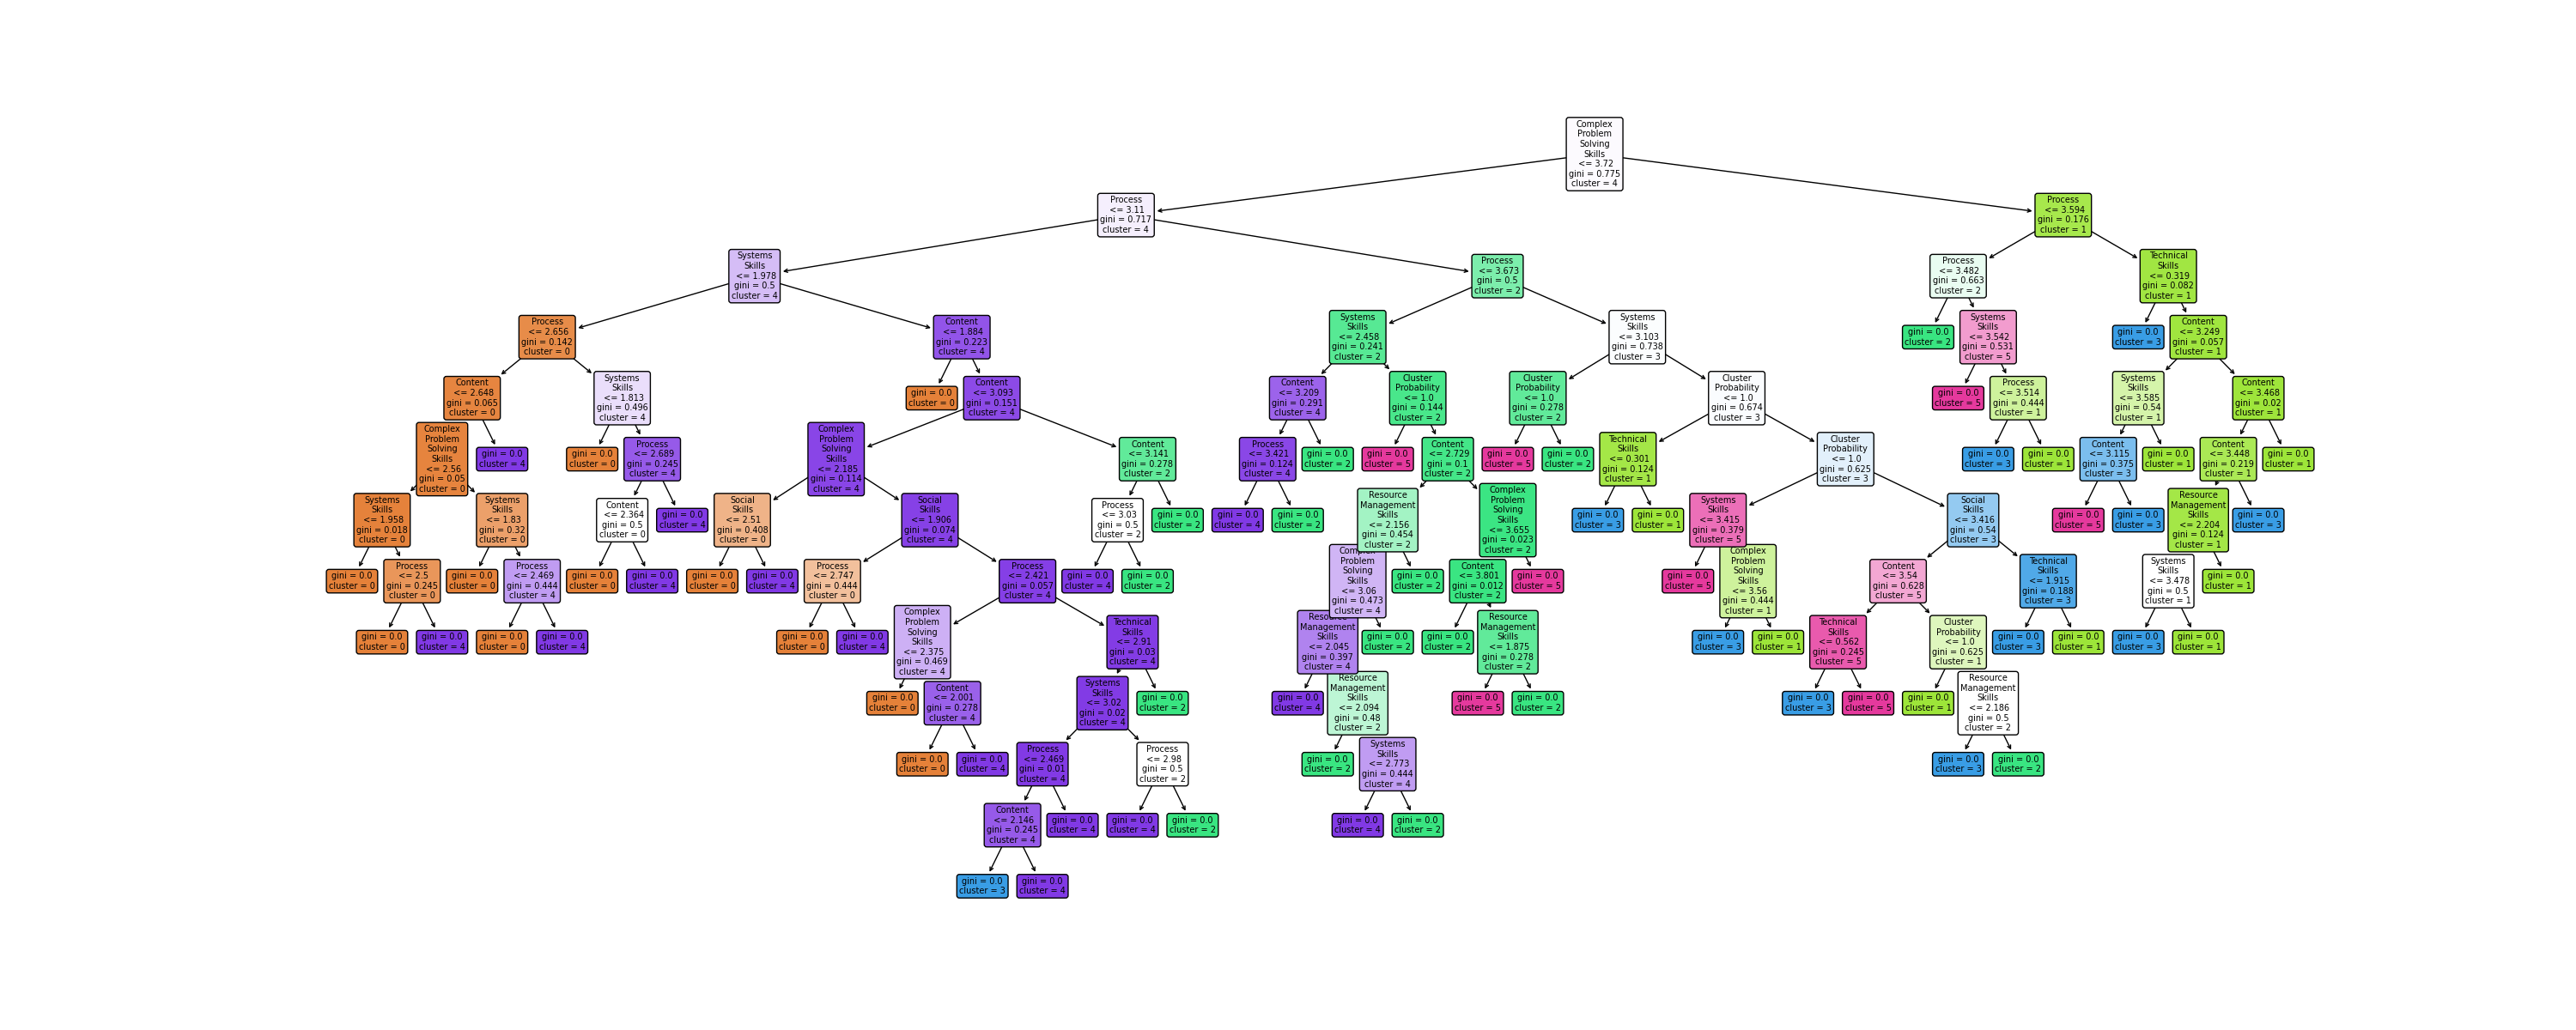 Complex
Problem
Solving
Skills
<= 3.72
gini = 0.775
cluster = 4
Process
<= 3.11
gini = 0.717
cluster = 4
Process
<= 3.594
gini = 0.176
cluster = 1
Systems
Skills
<= 1.978
gini = 0.5
cluster = 4
Process
<= 3.673
gini = 0.5
cluster = 2
Process
<= 3.482
gini = 0.663
cluster = 2
Technical
Skills
<= 0.319
gini = 0.082
cluster = 1
Process
<= 2.656
gini = 0.142
cluster = 0
Content
<= 1.884
gini = 0.223
cluster = 4
Systems
Skills
<= 2.458
gini = 0.241
cluster = 2
Systems
Skills
<= 3.103
gini = 0.738
cluster = 3
gini = 0.0
cluster = 2
Systems
Skills
<= 3.542
gini = 0.531
cluster = 5
gini = 0.0
cluster = 3
Content
<= 3.249
gini = 0.057
cluster = 1
Content
<= 2.648
gini = 0.065
cluster = 0
Systems
Skills
<= 1.813
gini = 0.496
cluster = 4
gini = 0.0
cluster = 0
Content
<= 3.093
gini = 0.151
cluster = 4
Content
<= 3.209
gini = 0.291
cluster = 4
Cluster
Probability
<= 1.0
gini = 0.144
cluster = 2
Cluster
Probability
<= 1.0
gini = 0.278
cluster = 2
Cluster
Probability
<= 1.0
gini = 0.674
cluster = 3
gini = 0.0
cluster = 5
Process
<= 3.514
gini = 0.444
cluster = 1
Systems
Skills
<= 3.585
gini = 0.54
cluster = 1
Content
<= 3.468
gini = 0.02
cluster = 1
Complex
Problem
Solving
Skills
<= 2.56
gini = 0.05
cluster = 0
gini = 0.0
cluster = 4
gini = 0.0
cluster = 0
Process
<= 2.689
gini = 0.245
cluster = 4
Complex
Problem
Solving
Skills
<= 2.185
gini = 0.114
cluster = 4
Content
<= 3.141
gini = 0.278
cluster = 2
Process
<= 3.421
gini = 0.124
cluster = 4
gini = 0.0
cluster = 2
gini = 0.0
cluster = 5
Content
<= 2.729
gini = 0.1
cluster = 2
gini = 0.0
cluster = 5
gini = 0.0
cluster = 2
Technical
Skills
<= 0.301
gini = 0.124
cluster = 1
Cluster
Probability
<= 1.0
gini = 0.625
cluster = 3
gini = 0.0
cluster = 3
gini = 0.0
cluster = 1
Content
<= 3.115
gini = 0.375
cluster = 3
gini = 0.0
cluster = 1
Content
<= 3.448
gini = 0.219
cluster = 1
gini = 0.0
cluster = 1
Systems
Skills
<= 1.958
gini = 0.018
cluster = 0
Systems
Skills
<= 1.83
gini = 0.32
cluster = 0
Content
<= 2.364
gini = 0.5
cluster = 0
gini = 0.0
cluster = 4
Social
Skills
<= 2.51
gini = 0.408
cluster = 0
Social
Skills
<= 1.906
gini = 0.074
cluster = 4
Process
<= 3.03
gini = 0.5
cluster = 2
gini = 0.0
cluster = 2
gini = 0.0
cluster = 4
gini = 0.0
cluster = 2
Resource
Management
Skills
<= 2.156
gini = 0.454
cluster = 2
Complex
Problem
Solving
Skills
<= 3.655
gini = 0.023
cluster = 2
gini = 0.0
cluster = 3
gini = 0.0
cluster = 1
Systems
Skills
<= 3.415
gini = 0.379
cluster = 5
Social
Skills
<= 3.416
gini = 0.54
cluster = 3
gini = 0.0
cluster = 5
gini = 0.0
cluster = 3
Resource
Management
Skills
<= 2.204
gini = 0.124
cluster = 1
gini = 0.0
cluster = 3
gini = 0.0
cluster = 0
Process
<= 2.5
gini = 0.245
cluster = 0
gini = 0.0
cluster = 0
Process
<= 2.469
gini = 0.444
cluster = 4
gini = 0.0
cluster = 0
gini = 0.0
cluster = 4
gini = 0.0
cluster = 0
gini = 0.0
cluster = 4
Process
<= 2.747
gini = 0.444
cluster = 0
Process
<= 2.421
gini = 0.057
cluster = 4
gini = 0.0
cluster = 4
gini = 0.0
cluster = 2
Problem
Solving
Skills
<= 3.06
gini = 0.473
cluster = 4
gini = 0.0
cluster = 2
Content
<= 3.801
gini = 0.012
cluster = 2
gini = 0.0
cluster = 5
gini = 0.0
cluster = 5
Complex
Problem
Solving
Skills
<= 3.56
gini = 0.444
cluster = 1
Content
<= 3.54
gini = 0.628
cluster = 5
Technical
Skills
<= 1.915
gini = 0.188
cluster = 3
Systems
Skills
<= 3.478
gini = 0.5
cluster = 1
gini = 0.0
cluster = 1
gini = 0.0
cluster = 0
gini = 0.0
cluster = 4
gini = 0.0
cluster = 0
gini = 0.0
cluster = 4
gini = 0.0
cluster = 0
gini = 0.0
cluster = 4
Complex
Problem
Solving
Skills
<= 2.375
gini = 0.469
cluster = 4
Technical
Skills
<= 2.91
gini = 0.03
cluster = 4
Management
Skills
<= 2.045
gini = 0.397
cluster = 4
gini = 0.0
cluster = 2
gini = 0.0
cluster = 2
Resource
Management
Skills
<= 1.875
gini = 0.278
cluster = 2
gini = 0.0
cluster = 3
gini = 0.0
cluster = 1
Technical
Skills
<= 0.562
gini = 0.245
cluster = 5
Cluster
Probability
<= 1.0
gini = 0.625
cluster = 1
gini = 0.0
cluster = 3
gini = 0.0
cluster = 1
gini = 0.0
cluster = 3
gini = 0.0
cluster = 1
gini = 0.0
cluster = 0
Content
<= 2.001
gini = 0.278
cluster = 4
Systems
Skills
<= 3.02
gini = 0.02
cluster = 4
gini = 0.0
cluster = 2
gini = 0.0
cluster = 4
Resource
Management
Skills
<= 2.094
gini = 0.48
cluster = 2
gini = 0.0
cluster = 5
gini = 0.0
cluster = 2
gini = 0.0
cluster = 3
gini = 0.0
cluster = 5
gini = 0.0
cluster = 1
Resource
Management
Skills
<= 2.186
gini = 0.5
cluster = 2
gini = 0.0
cluster = 0
gini = 0.0
cluster = 4
Process
<= 2.469
gini = 0.01
cluster = 4
Process
<= 2.98
gini = 0.5
cluster = 2
gini = 0.0
cluster = 2
Systems
Skills
<= 2.773
gini = 0.444
cluster = 4
gini = 0.0
cluster = 3
gini = 0.0
cluster = 2
Content
<= 2.146
gini = 0.245
cluster = 4
gini = 0.0
cluster = 4
gini = 0.0
cluster = 4
gini = 0.0
cluster = 2
gini = 0.0
cluster = 4
gini = 0.0
cluster = 2
gini = 0.0
cluster = 3
gini = 0.0
cluster = 4